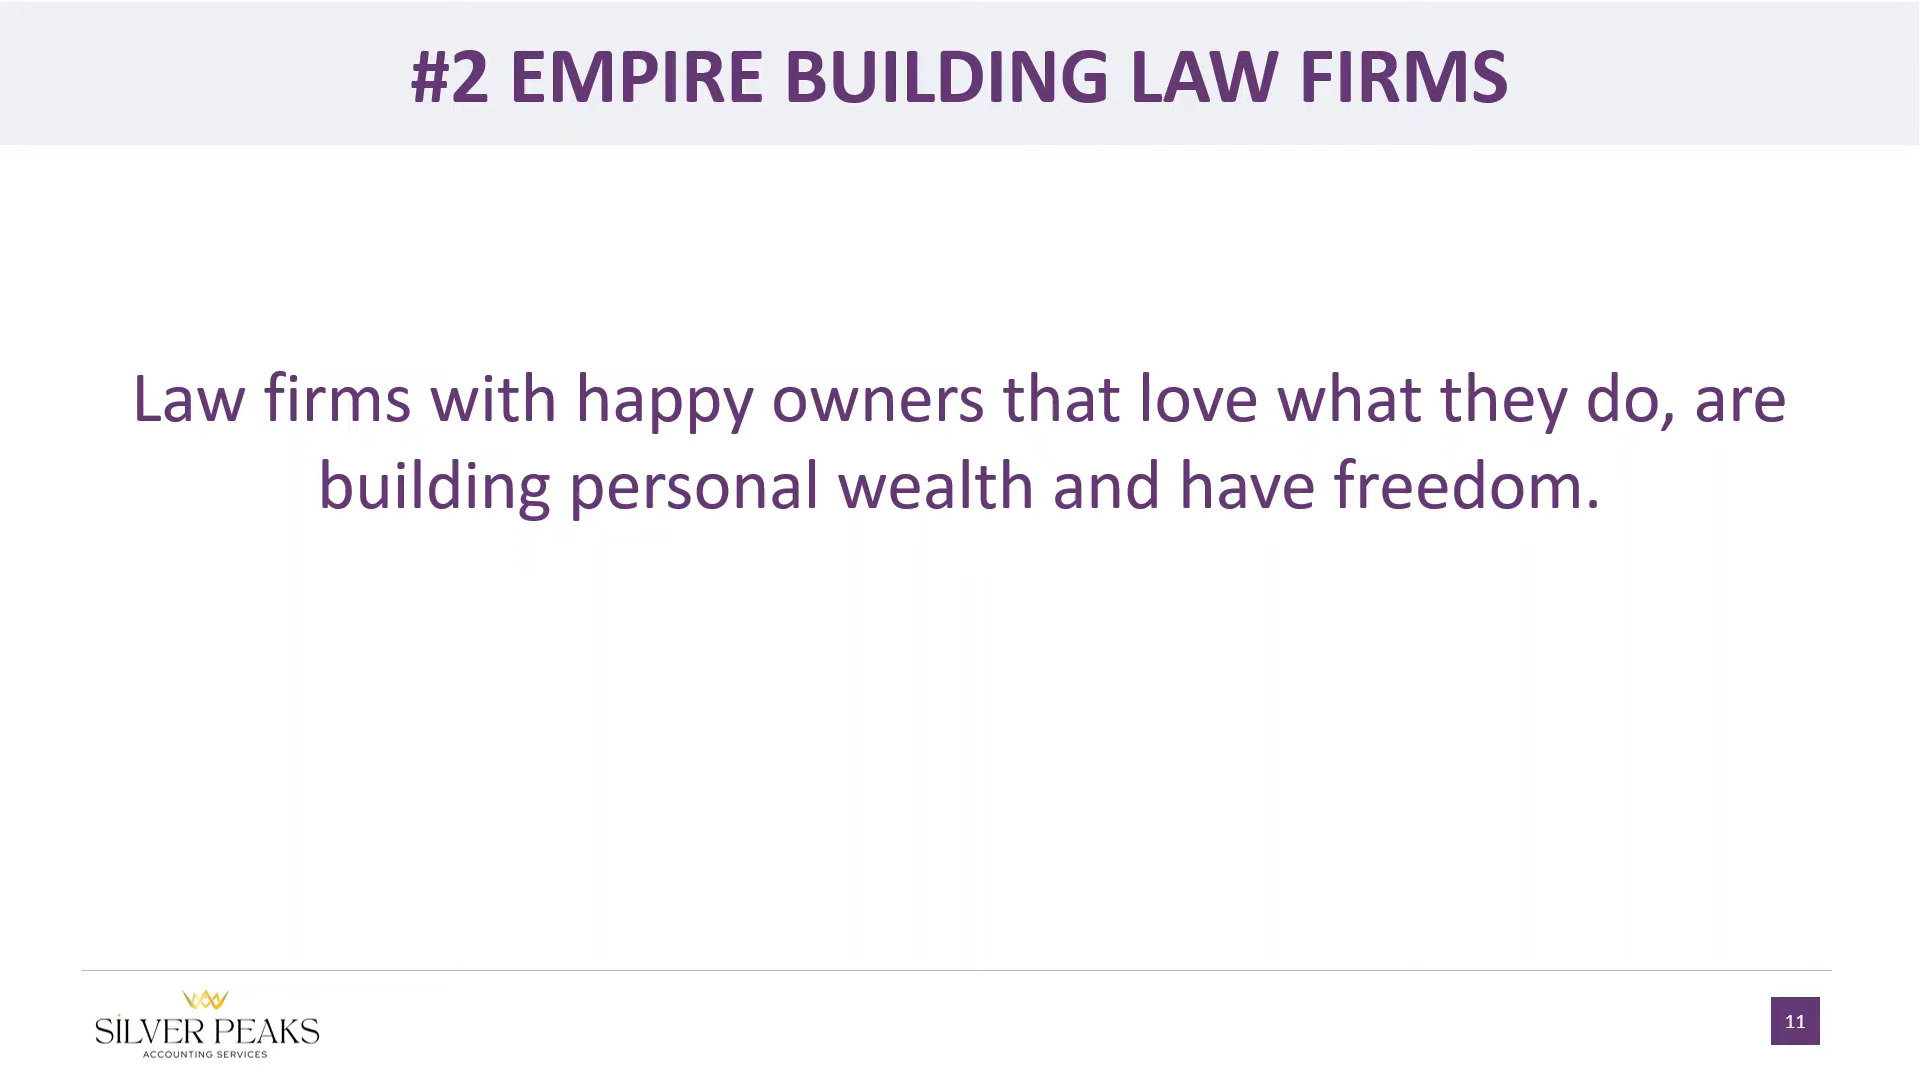 #2 EMPIRE BUILDING LAW FIRMS
Law firms with happy owners that love what they do, are
building personal wealth and have freedom.
SILVER PEAKS
ACCOUNTING SERVICES
11